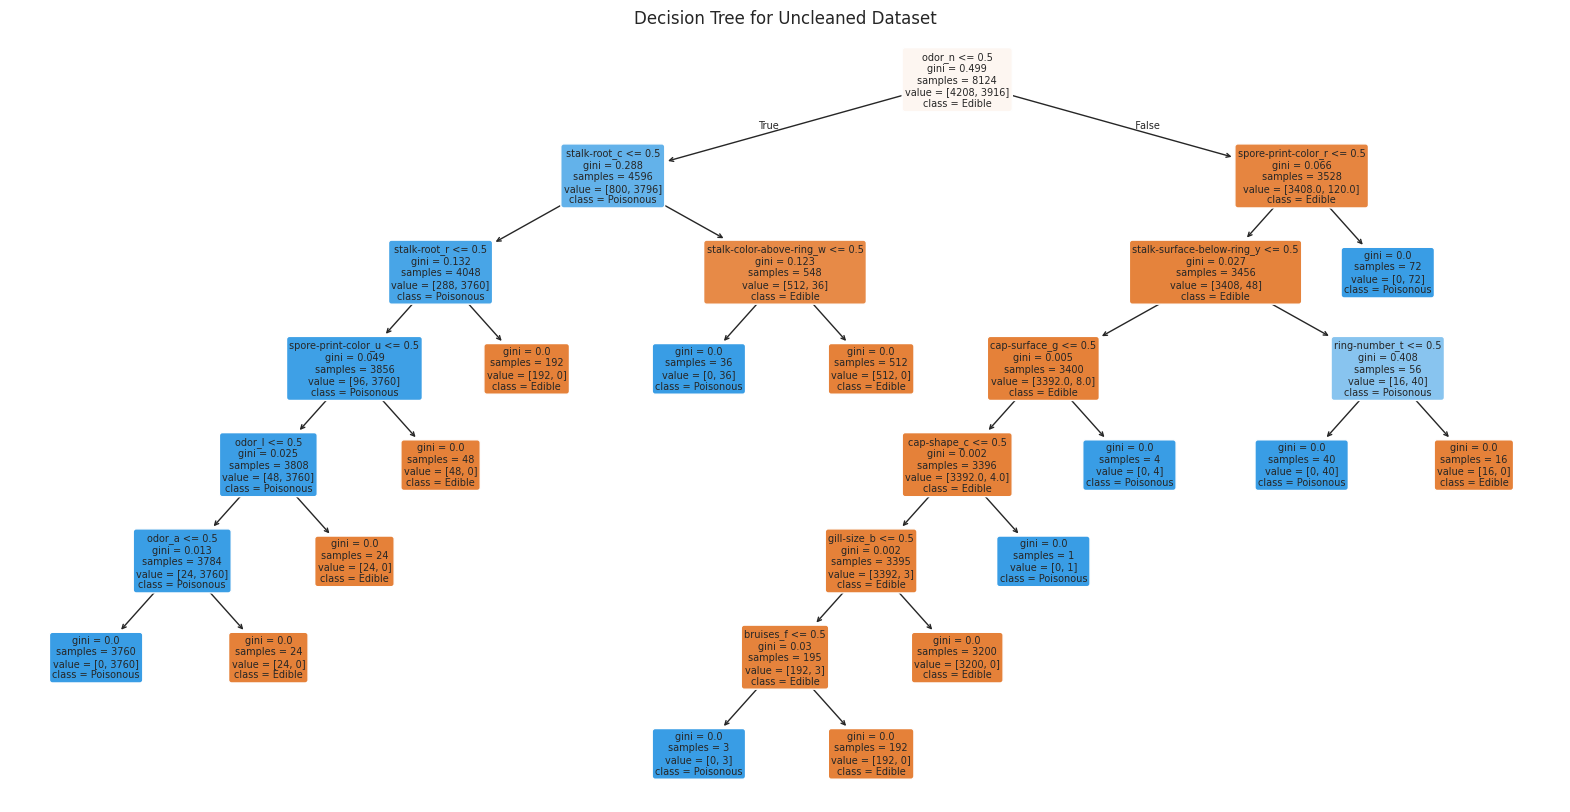 Decision Tree for Uncleaned Dataset
odor_n <= 0.5
gini = 0.499
samples = 8124
value = [4208, 3916]
class = Edible
True
False
stalk-root_c <= 0.5
gini = 0.288
samples = 4596
value = [800, 3796]
class = Poisonous
spore-print-color_r <= 0.5
gini = 0.066
samples = 3528
value = [3408.0, 120.0]
class = Edible
stalk-root_r <= 0.5
gini = 0.132
samples = 4048
value = [288, 3760]
class = Poisonous
stalk-color-above-ring_w <= 0.5
gini = 0.123
samples = 548
value = [512, 36]
class = Edible
stalk-surface-below-ring_y <= 0.5
gini = 0.027
samples = 3456
value = [3408, 48]
class = Edible
gini = 0.0
samples = 72
value = [0, 72]
class = Poisonous
spore-print-color_u <= 0.5
gini = 0.049
samples = 3856
value = [96, 3760]
class = Poisonous
gini = 0.0
samples = 192
value = [192, 0]
class = Edible
gini = 0.0
samples = 36
value = [0, 36]
class = Poisonous
gini = 0.0
samples = 512
value = [512, 0]
class = Edible
cap-surface_g <= 0.5
gini = 0.005
samples = 3400
value = [3392.0, 8.0]
class = Edible
ring-number_t <= 0.5
gini = 0.408
samples = 56
value = [16, 40]
class = Poisonous
odor_l <= 0.5
gini = 0.025
samples = 3808
value = [48, 3760]
class = Poisonous
gini = 0.0
samples = 48
value = [48, 0]
class = Edible
cap-shape_c <= 0.5
gini = 0.002
samples = 3396
value = [3392.0, 4.0]
class = Edible
gini = 0.0
samples = 4
value = [0, 4]
class = Poisonous
gini = 0.0
samples = 40
value = [0, 40]
class = Poisonous
gini = 0.0
samples = 16
value = [16, 0]
class = Edible
odor_a <= 0.5
gini = 0.013
samples = 3784
value = [24, 3760]
class = Poisonous
gini = 0.0
samples = 24
value = [24, 0]
class = Edible
gill-size_b <= 0.5
gini = 0.002
samples = 3395
value = [3392, 3]
class = Edible
gini = 0.0
samples = 1
value = [0, 1]
class = Poisonous
gini = 0.0
samples = 3760
value = [0, 3760]
class = Poisonous
gini = 0.0
samples = 24
value = [24, 0]
class = Edible
bruises_f <= 0.5
gini = 0.03
samples = 195
value = [192, 3]
class = Edible
gini = 0.0
samples = 3200
value = [3200, 0]
class = Edible
gini = 0.0
samples = 3
value = [0, 3]
class = Poisonous
gini = 0.0
samples = 192
value = [192, 0]
class = Edible